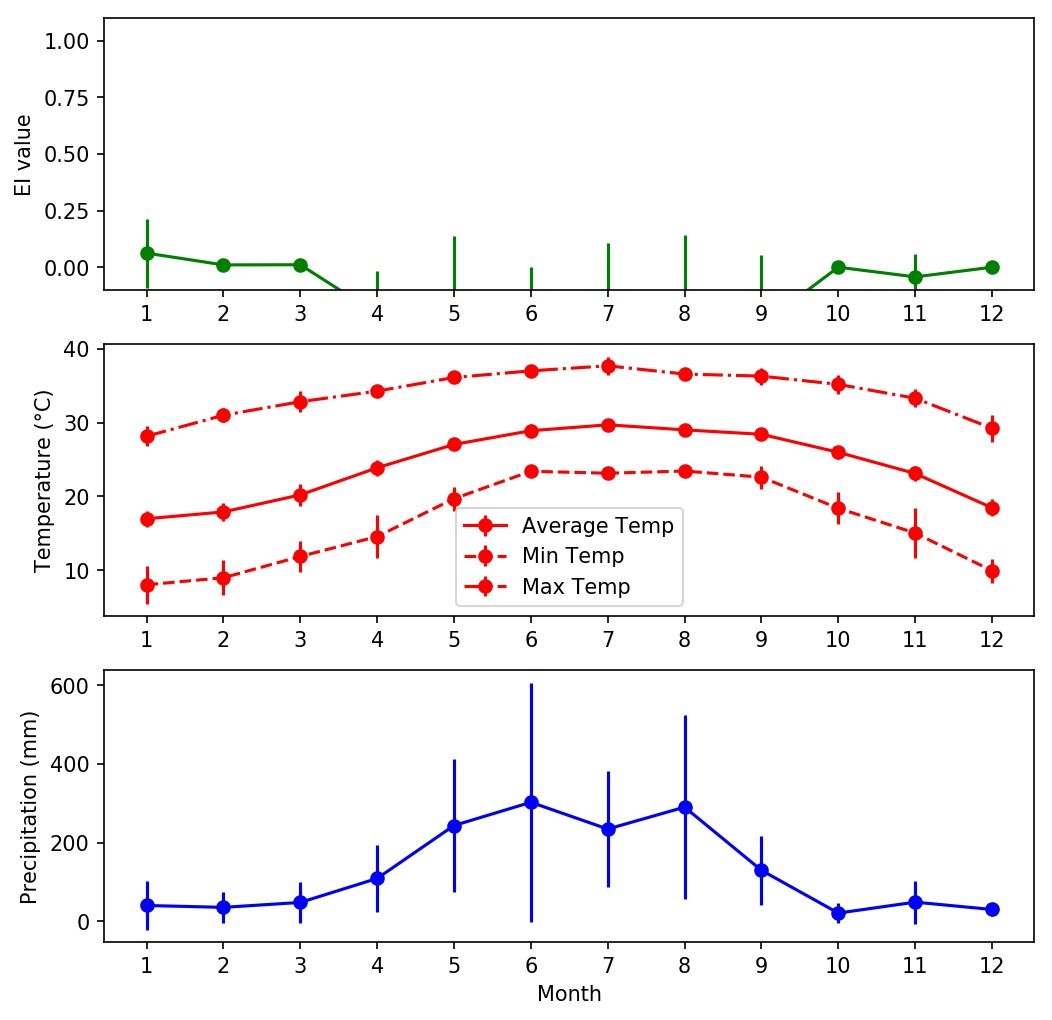 EI value
1.00
0.75
0.50
0.25
0.00
1 2 3 4 5 6 7 8 9 10 11 12
Temperature (°C)
40
30
20
10
Average Temp
Min Temp
Max Temp
1 2 3 4 5 6 7 8 9 10 11 12
Precipitation (mm)
600
400
200
0
1 2 3 4 5 6 7 8 9 10 11 12
Month